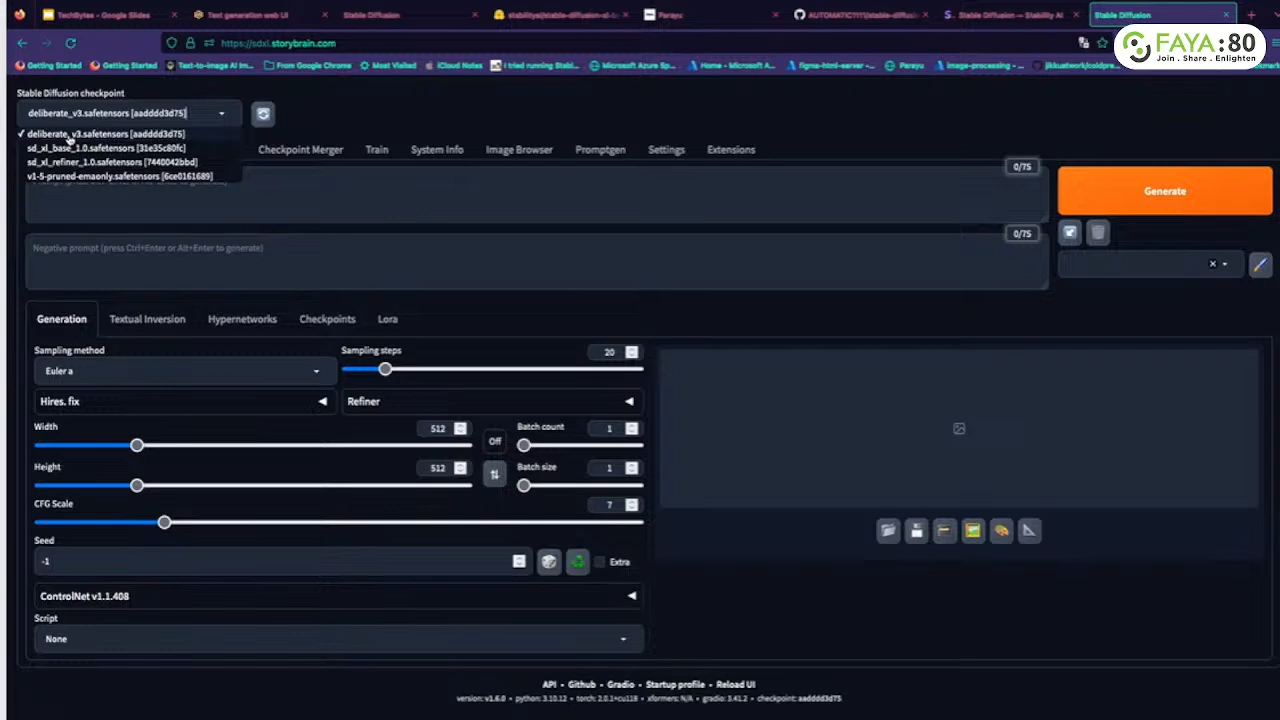 TechBytes - Google Slides
Text generation web UI
Stable Diffusion
stabilityai/stable-diffusion-xl-b
Parayu
AUTOMATIC1111/stable-diffusi
Stable Diffusion — Stability AI
Stable Diffusion
https://sdxl.storybrain.com
FAYA:80
Join . Share . Enlighten
Getting Started
Getting Started
Text-to-image AI Im...
From Google Chrome
Most Visited
iCloud Notes
I tried running Stabl...
Microsoft Azure Sp...
Home - Microsoft A...
figma-html-server -...
Parayu
image-processing -...
jikkuatwork/coldpre...
Stable Diffusion checkpoint
deliberate_v3.safetensors [aadddd3d75]
✓ deliberate_v3.safetensors [aadddd3d75]
sd_xl_base_1.0.safetensors [31e35c80fc]
sd_xl_refiner_1.0.safetensors [7440042bbd]
v1-5-pruned-emaonly.safetensors [6ce0161689]
Checkpoint Merger
Train
System Info
Image Browser
Promptgen
Settings
Extensions
0/75
Generate
0/75
Negative prompt (press Ctrl+Enter or Alt+Enter to generate)
Generation
Textual Inversion
Hypernetworks
Checkpoints
Lora
Sampling method
Sampling steps
20
Euler a
Hires. fix
Refiner
Width
512
Off
Batch count
1
Height
512
Batch size
1
CFG Scale
7
Seed
-1
Extra
ControlNet v1.1.408
Script
None
API • Github • Gradio • Startup profile • Reload UI
version: v1.6.0 • python: 3.10.12 • torch: 2.0.1+cu118 • xformers: N/A • gradio: 3.41.2 • checkpoint: aadddd3d75